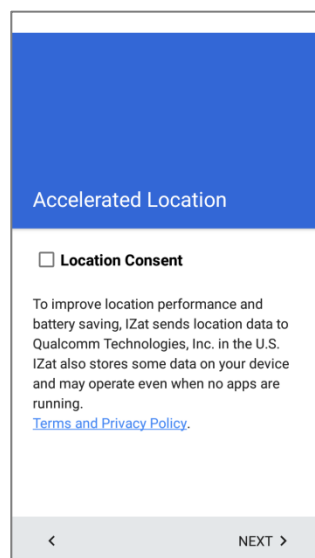 Accelerated Location
Location Consent
To improve location performance and
battery saving, IZat sends location data to
Qualcomm Technologies, Inc. in the U.S.
IZat also stores some data on your device
and may operate even when no apps are
running.
Terms and Privacy Policy.
NEXT